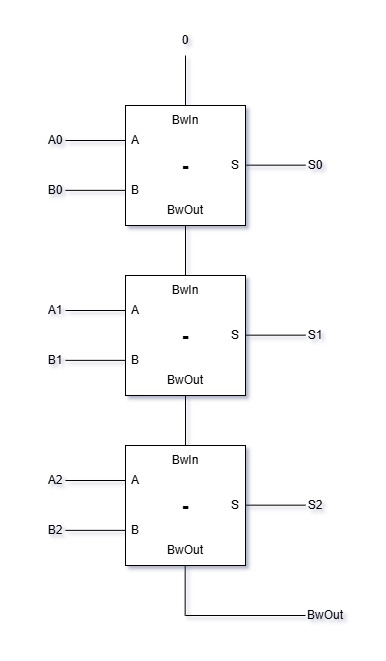 0
BwIn
A0 A
- S S0
B0 B
BwOut
BwIn
A1 A
- S S1
B1 B
BwOut
BwIn
A2 A
- S S2
B2 B
BwOut
BwOut